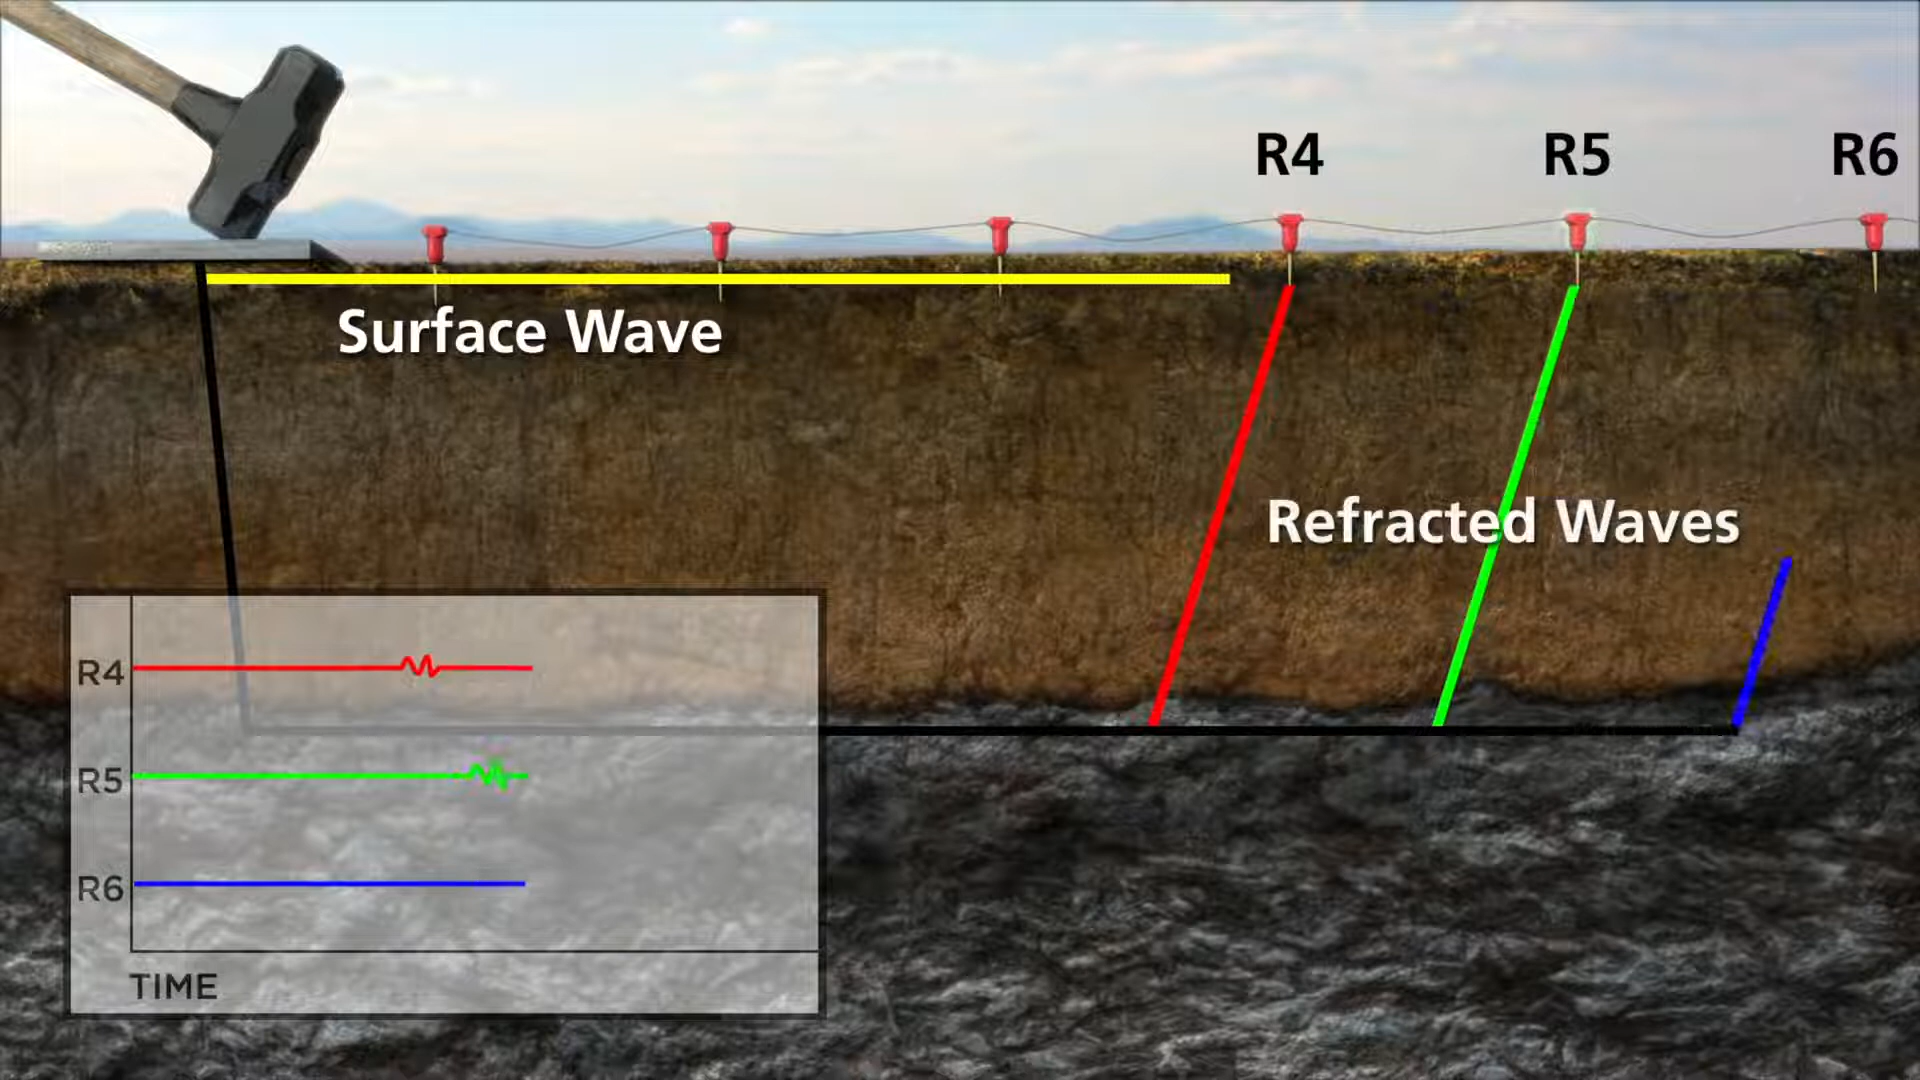 R4 R5 R6
Surface Wave
Refracted Waves
R4
R5
R6
TIME